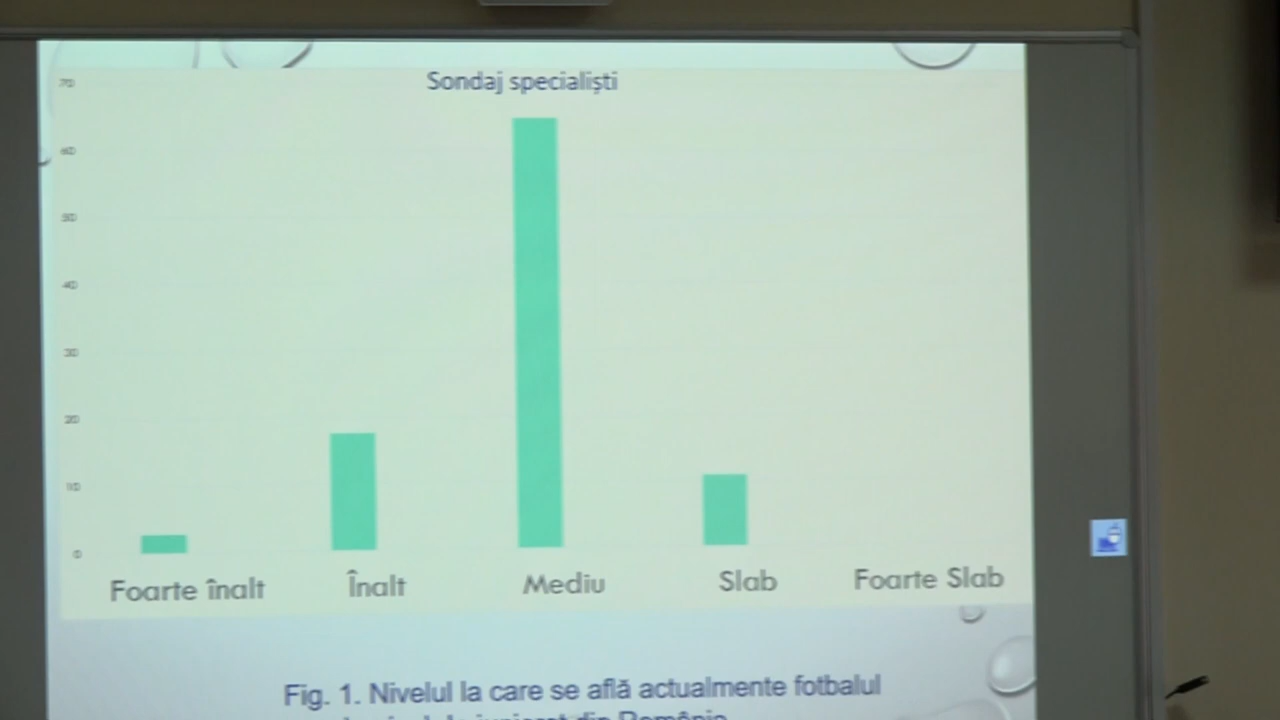 Sondaj specialiști
70
60
50
40
30
20
10
0
Foarte înalt
Înalt
Mediu
Slab
Foarte Slab
Fig. 1. Nivelul la care se află actualmente fotbalul